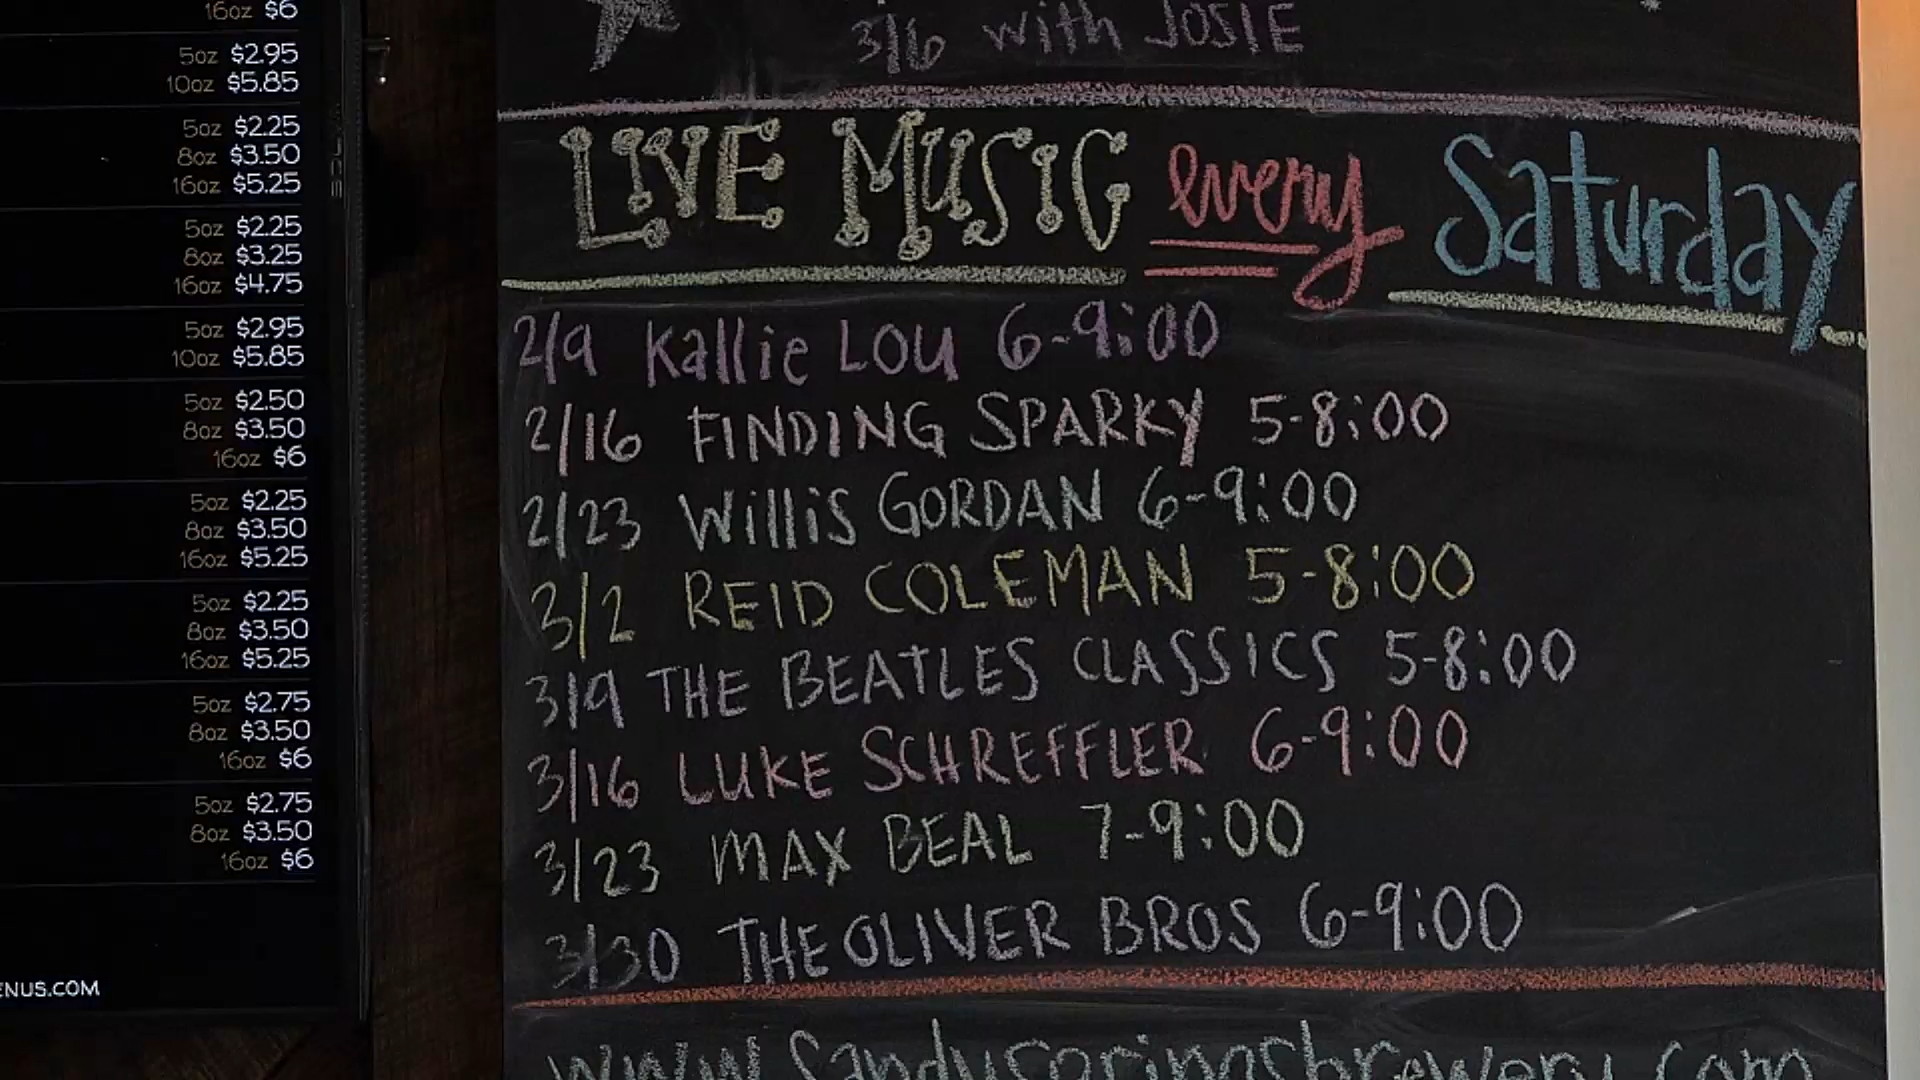 16oz $6
5oz $2.95
10oz $5.85
5oz $2.25
8oz $3.50
16oz $5.25
5oz $2.25
8oz $3.25
16oz $4.75
5oz $2.95
10oz $5.85
5oz $2.50
8oz $3.50
16oz $6
5oz $2.25
8oz $3.50
16oz $5.25
5oz $2.25
8oz $3.50
16oz $5.25
5oz $2.75
8oz $3.50
16oz $6
5oz $2.75
8oz $3.50
16oz $6
ENUS.COM
3/6 with JOSIE
LIVE MUSIC every Saturday...
2/9 Kallie LOU 6-9:00
2/16 FINDING SPARKY 5-8:00
2/23 Willis GORDAN 6-9:00
3/2 REID COLEMAN 5-8:00
3/9 THE BEATLES CLASSICS 5-8:00
3/16 LUKE SCHREFFLER 6-9:00
3/23 MAX BEAL 7-9:00
3/30 THE OLIVER BROS 6-9:00
www.Sandyspringsbrewery.com